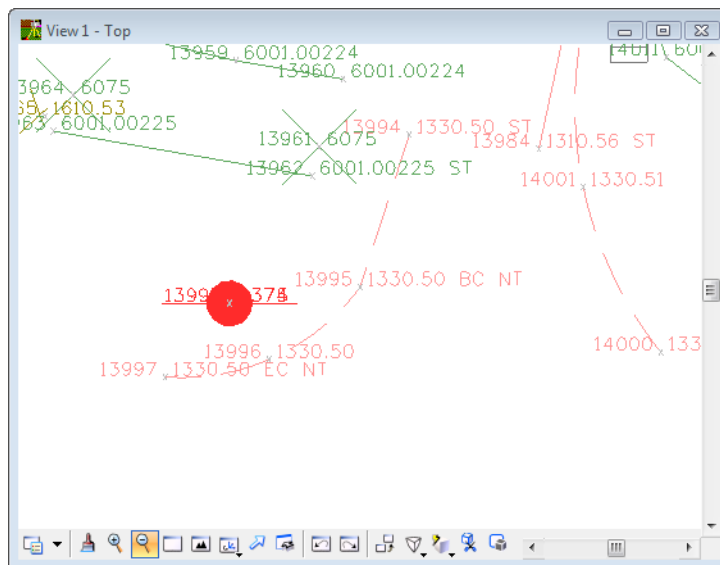 View 1 - Top
13959 6001.00224
13960 6001.00224
13964 6075
1610.53
6001.00225
13961 6075
13962 6001.00225 ST
13994 1330.50 ST
13984 1310.56 ST
14001 1330.51
13995 1330.50 BC NT
13996 1330.50
13997 1330.50 EC NT
14000